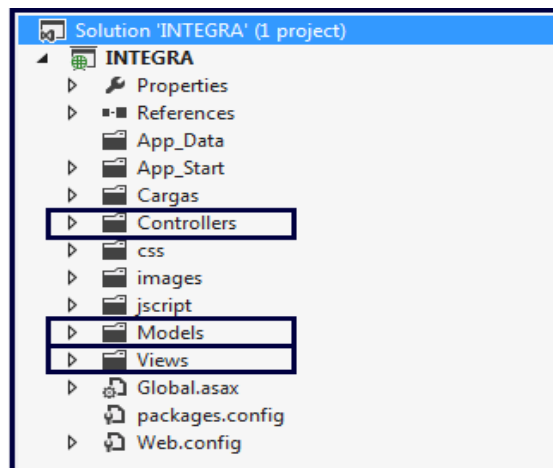 Solution 'INTEGRA' (1 project)
INTEGRA
Properties
References
App_Data
App_Start
Cargas
Controllers
css
images
jscript
Models
Views
Global.asax
packages.config
Web.config